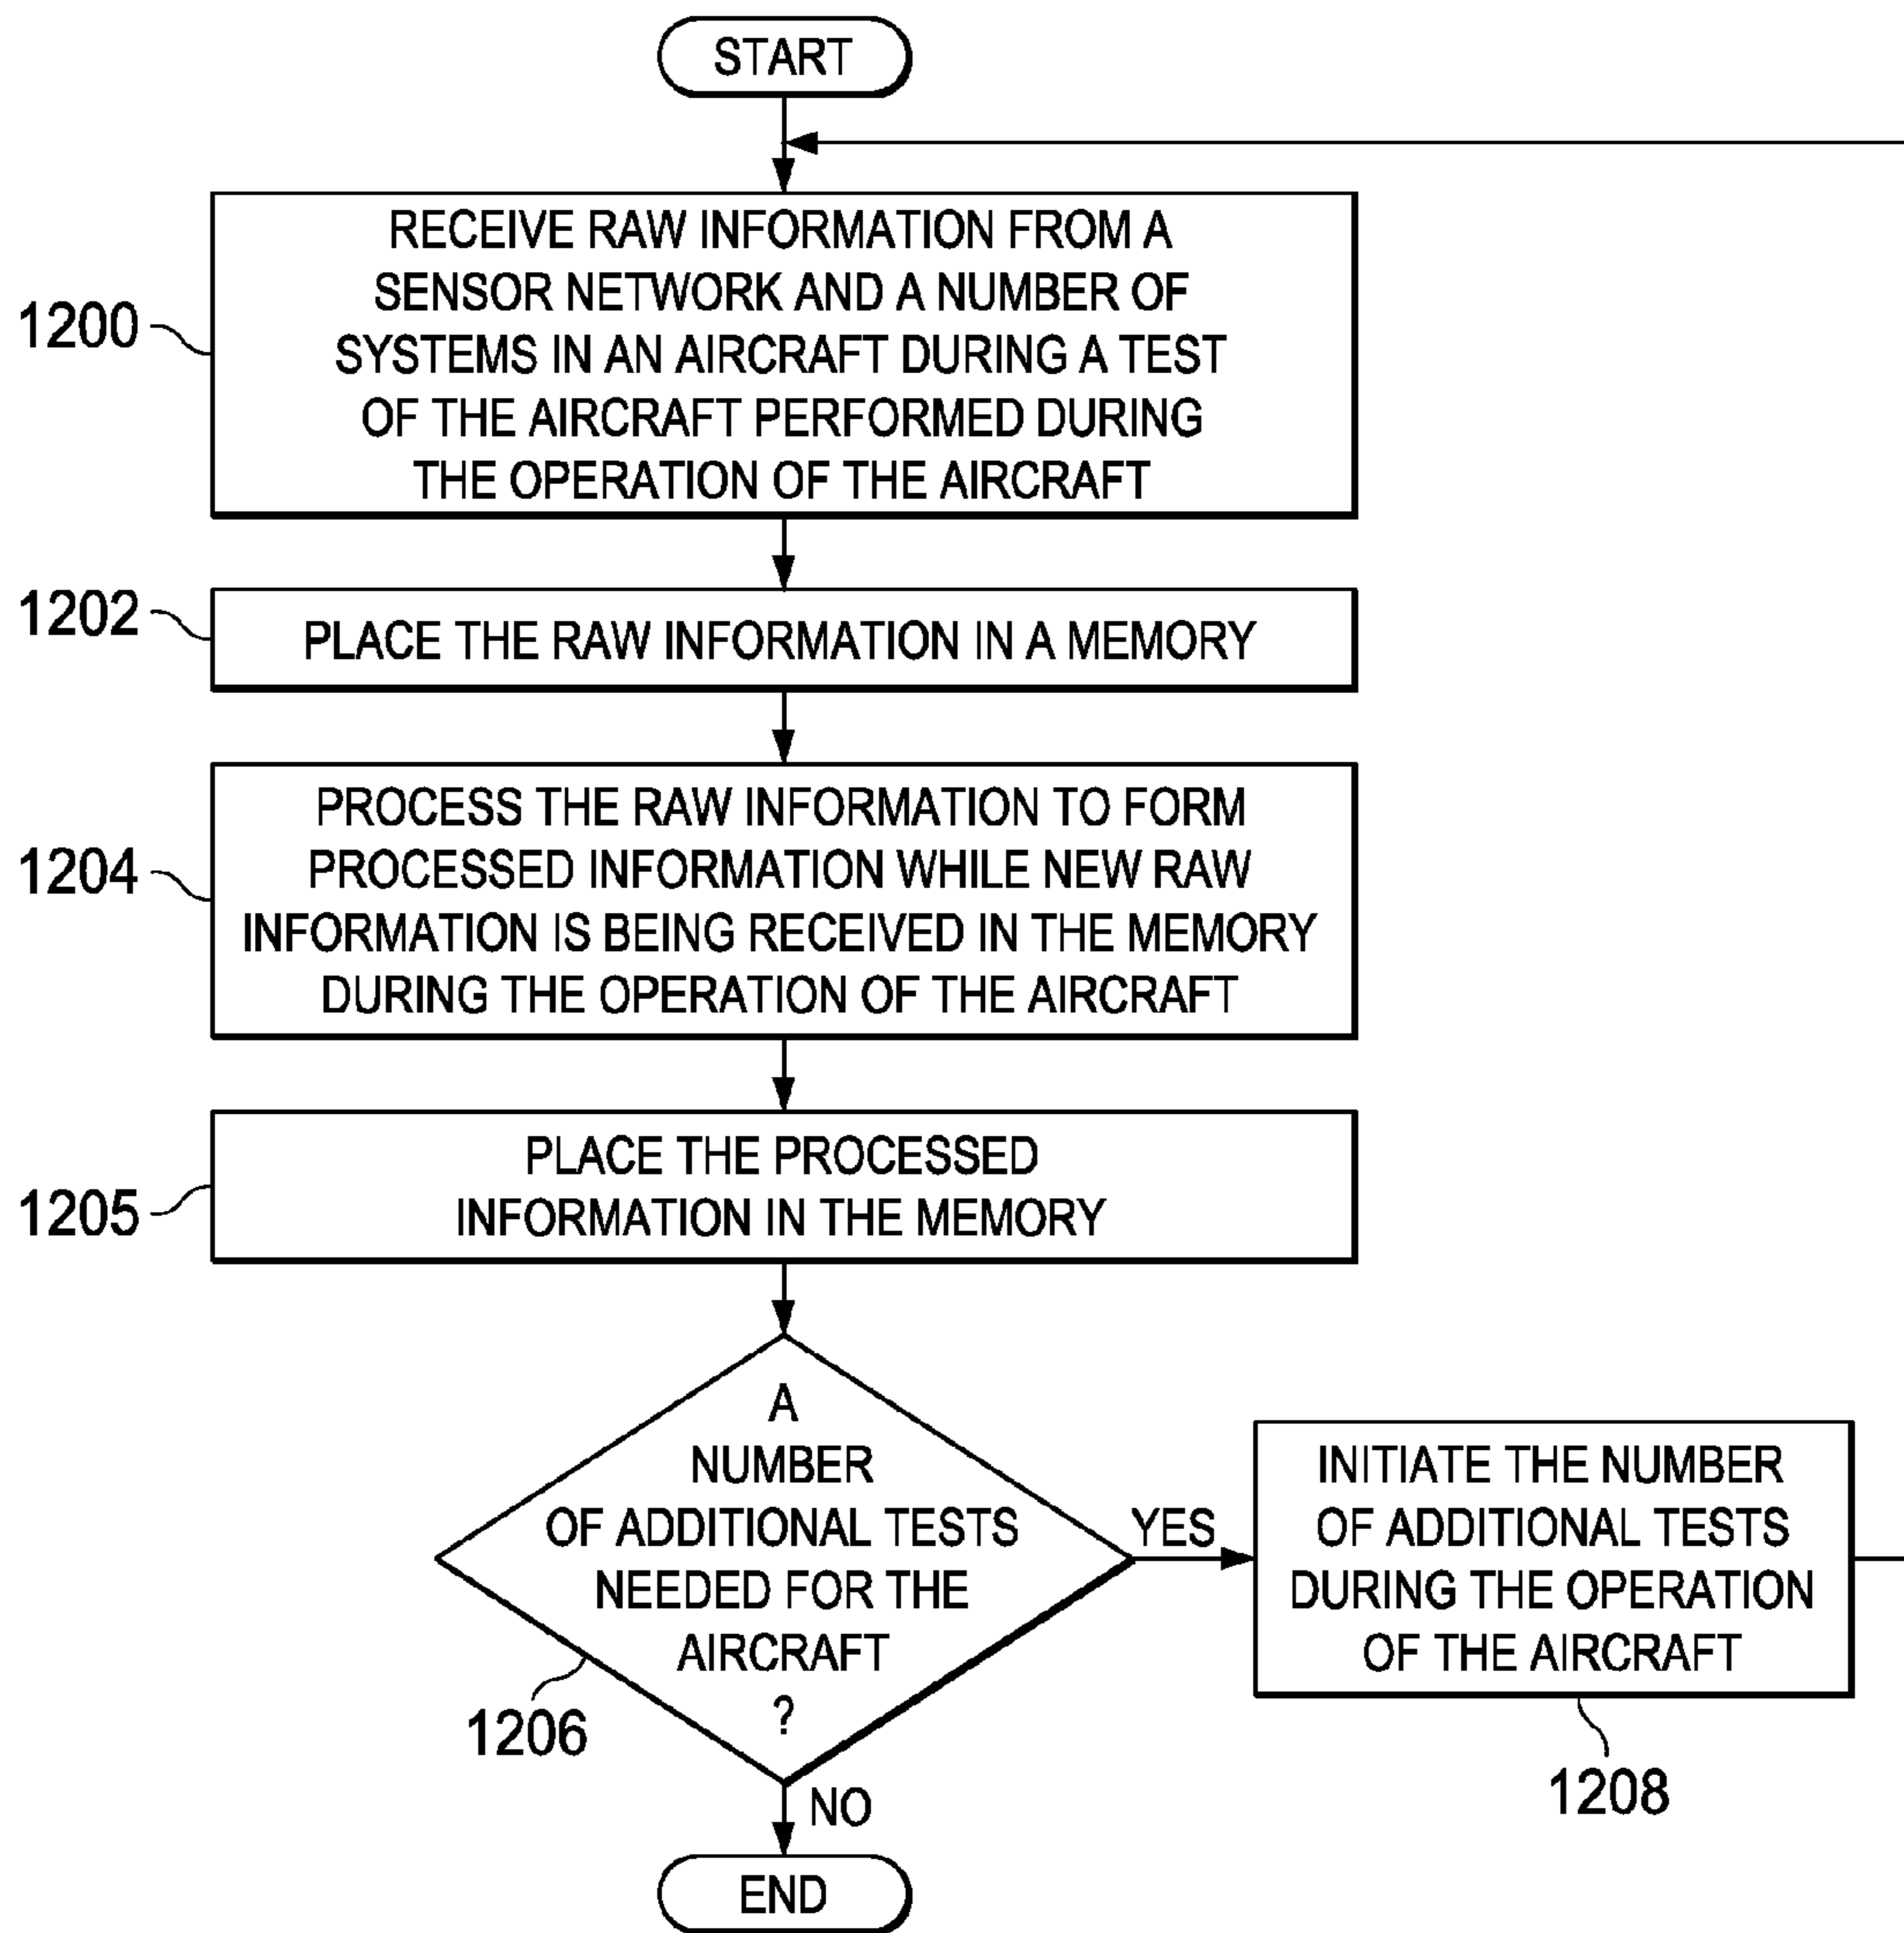 START
1200
RECEIVE RAW INFORMATION FROM A
SENSOR NETWORK AND A NUMBER OF
SYSTEMS IN AN AIRCRAFT DURING A TEST
OF THE AIRCRAFT PERFORMED DURING
THE OPERATION OF THE AIRCRAFT
1202
PLACE THE RAW INFORMATION IN A MEMORY
1204
PROCESS THE RAW INFORMATION TO FORM
PROCESSED INFORMATION WHILE NEW RAW
INFORMATION IS BEING RECEIVED IN THE MEMORY
DURING THE OPERATION OF THE AIRCRAFT
1205
PLACE THE PROCESSED
INFORMATION IN THE MEMORY
A
NUMBER
OF ADDITIONAL TESTS
NEEDED FOR THE
AIRCRAFT
?
1206
YES
INITIATE THE NUMBER
OF ADDITIONAL TESTS
DURING THE OPERATION
OF THE AIRCRAFT
1208
NO
END